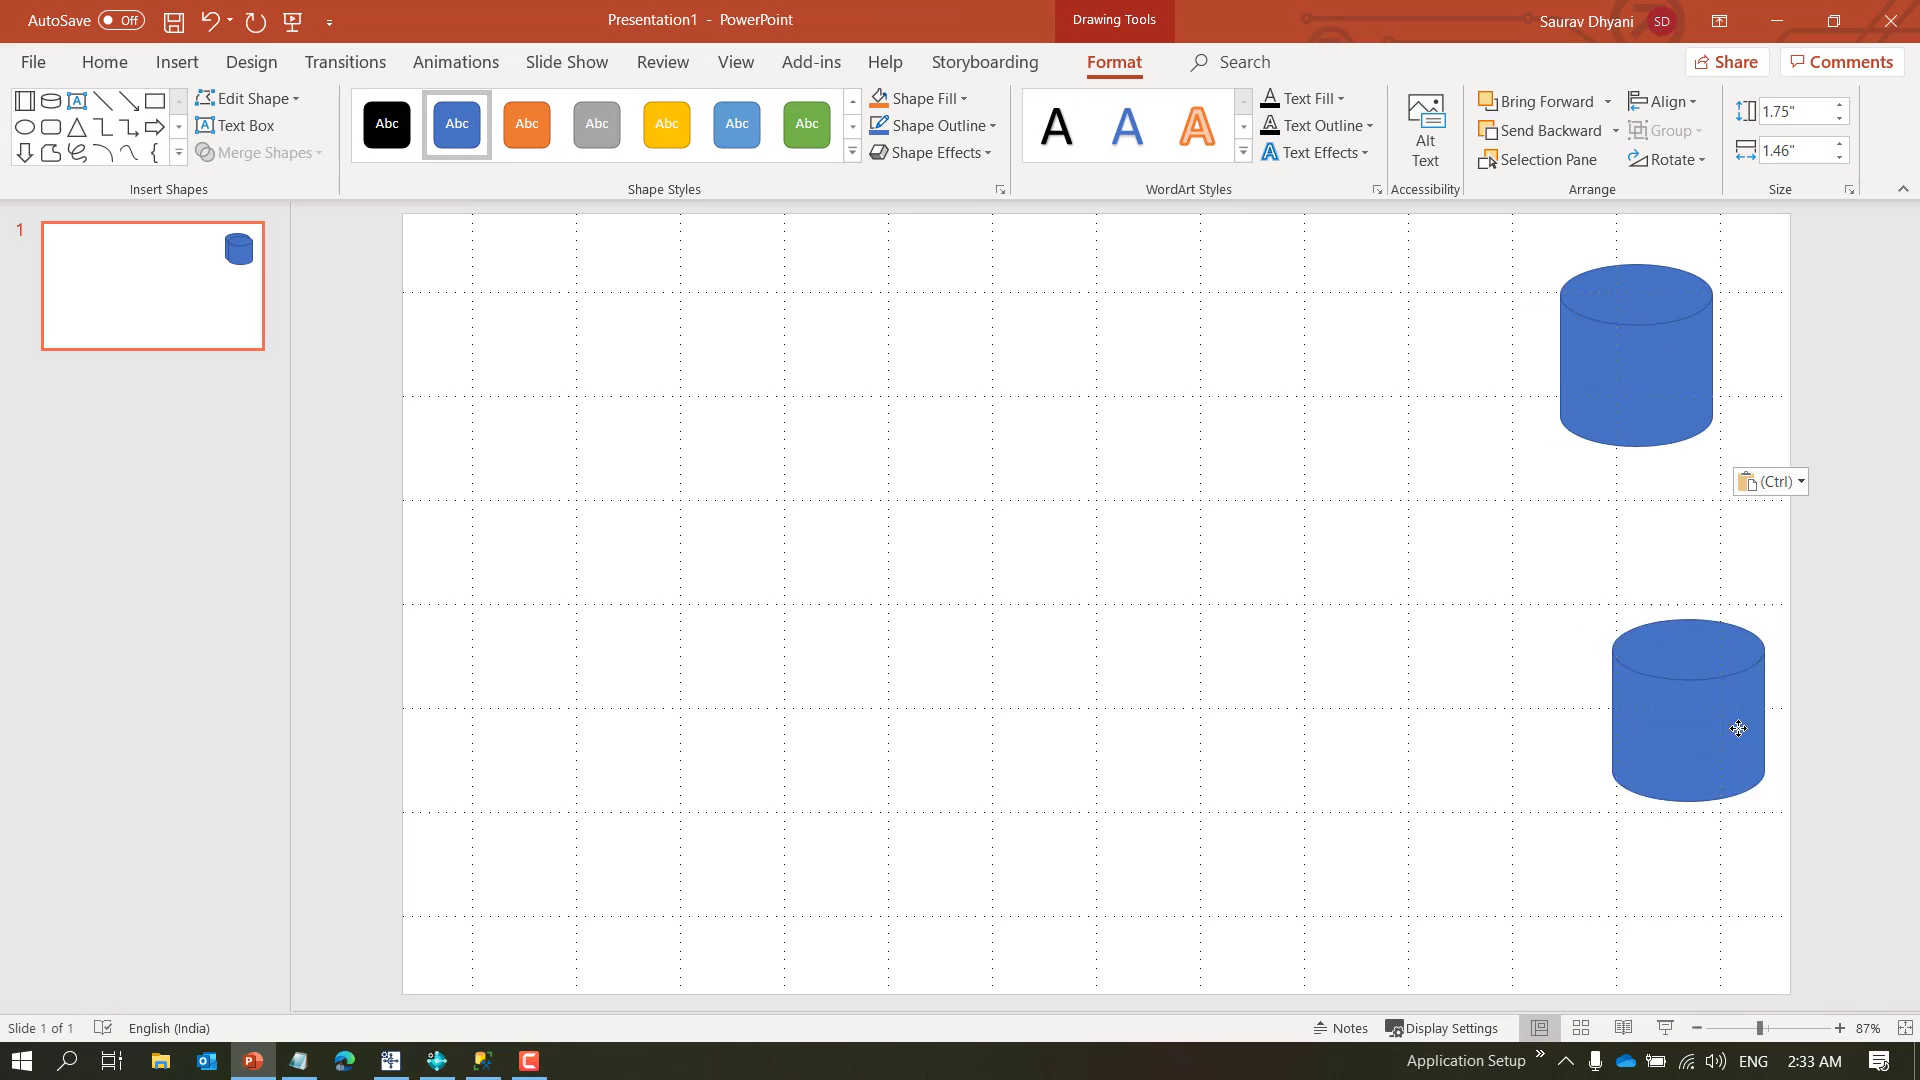 AutoSave Off
Presentation1 - PowerPoint
Drawing Tools
Saurav Dhyani SD
File Home Insert Design Transitions Animations Slide Show Review View Add-ins Help Storyboarding Format Search
Share Comments
Edit Shape
Text Box
Merge Shapes
Insert Shapes
Abc Abc Abc Abc Abc Abc Abc
Shape Fill
Shape Outline
Shape Effects
Shape Styles
A A A
Text Fill
Text Outline
Text Effects
WordArt Styles
Alt
Text
Accessibility
Bring Forward
Send Backward
Selection Pane
Align
Group
Rotate
Arrange
1.75"
1.46"
Size
1
(Ctrl)
Slide 1 of 1 English (India)
Notes Display Settings 87%
Application Setup ENG 2:33 AM